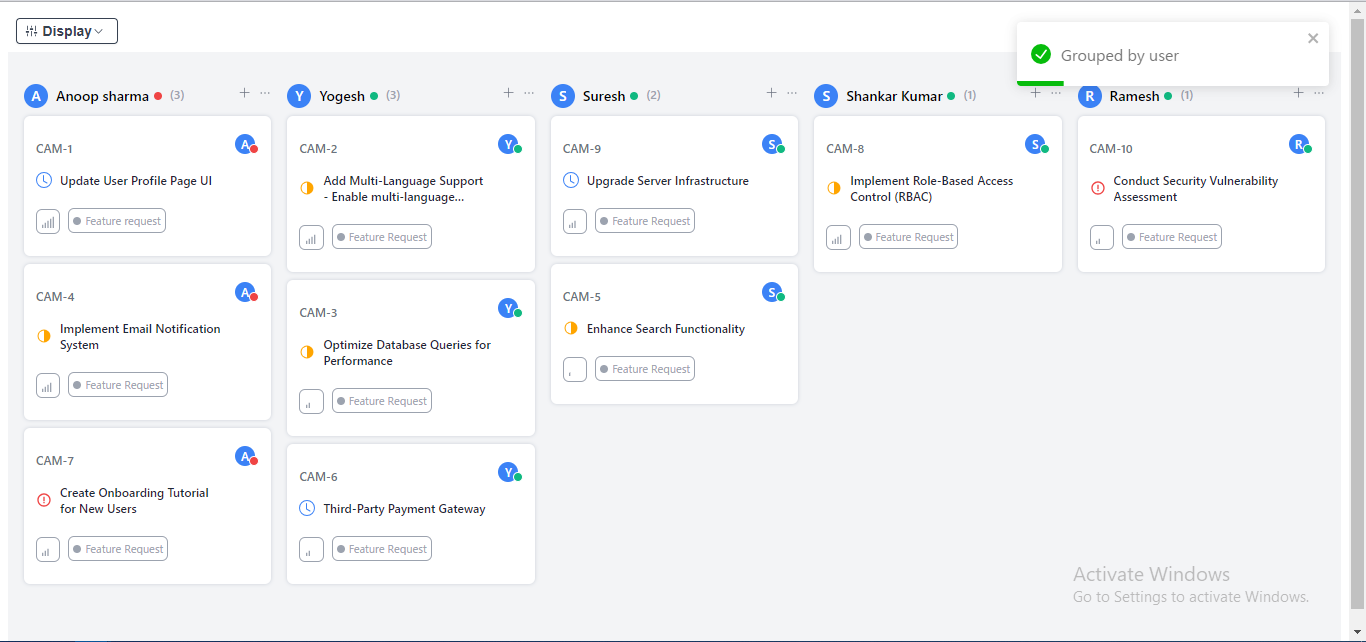 Display
Grouped by user
A Anoop sharma (3)
CAM-1
A
Update User Profile Page UI
Feature request
CAM-4
A
Implement Email Notification
System
Feature Request
CAM-7
A
Create Onboarding Tutorial
for New Users
Feature Request
Y Yogesh (3)
CAM-2
Y
Add Multi-Language Support
- Enable multi-language...
Feature Request
CAM-3
Y
Optimize Database Queries for
Performance
Feature Request
CAM-6
Y
Third-Party Payment Gateway
Feature Request
S Suresh (2)
CAM-9
S
Upgrade Server Infrastructure
Feature Request
CAM-5
S
Enhance Search Functionality
Feature Request
S Shankar Kumar (1)
CAM-8
S
Implement Role-Based Access
Control (RBAC)
Feature Request
R Ramesh (1)
CAM-10
R
Conduct Security Vulnerability
Assessment
Feature Request
Activate Windows
Go to Settings to activate Windows.